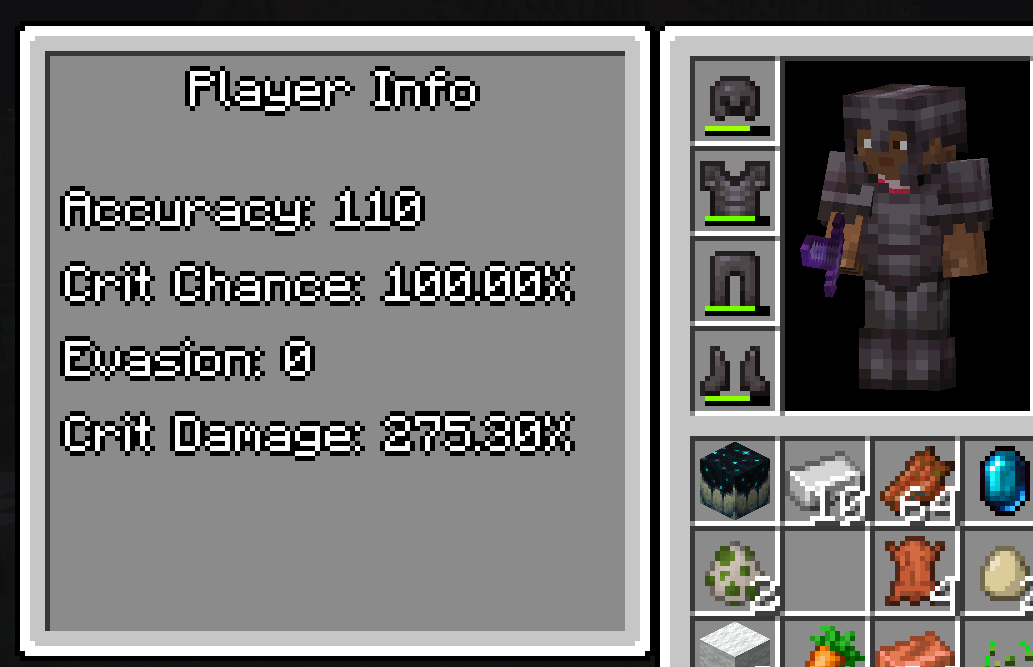 Player Info
Accuracy: 110
Crit Chance: 100.00%
Evasion: 0
Crit Damage: 275.30%
10
64
2
4